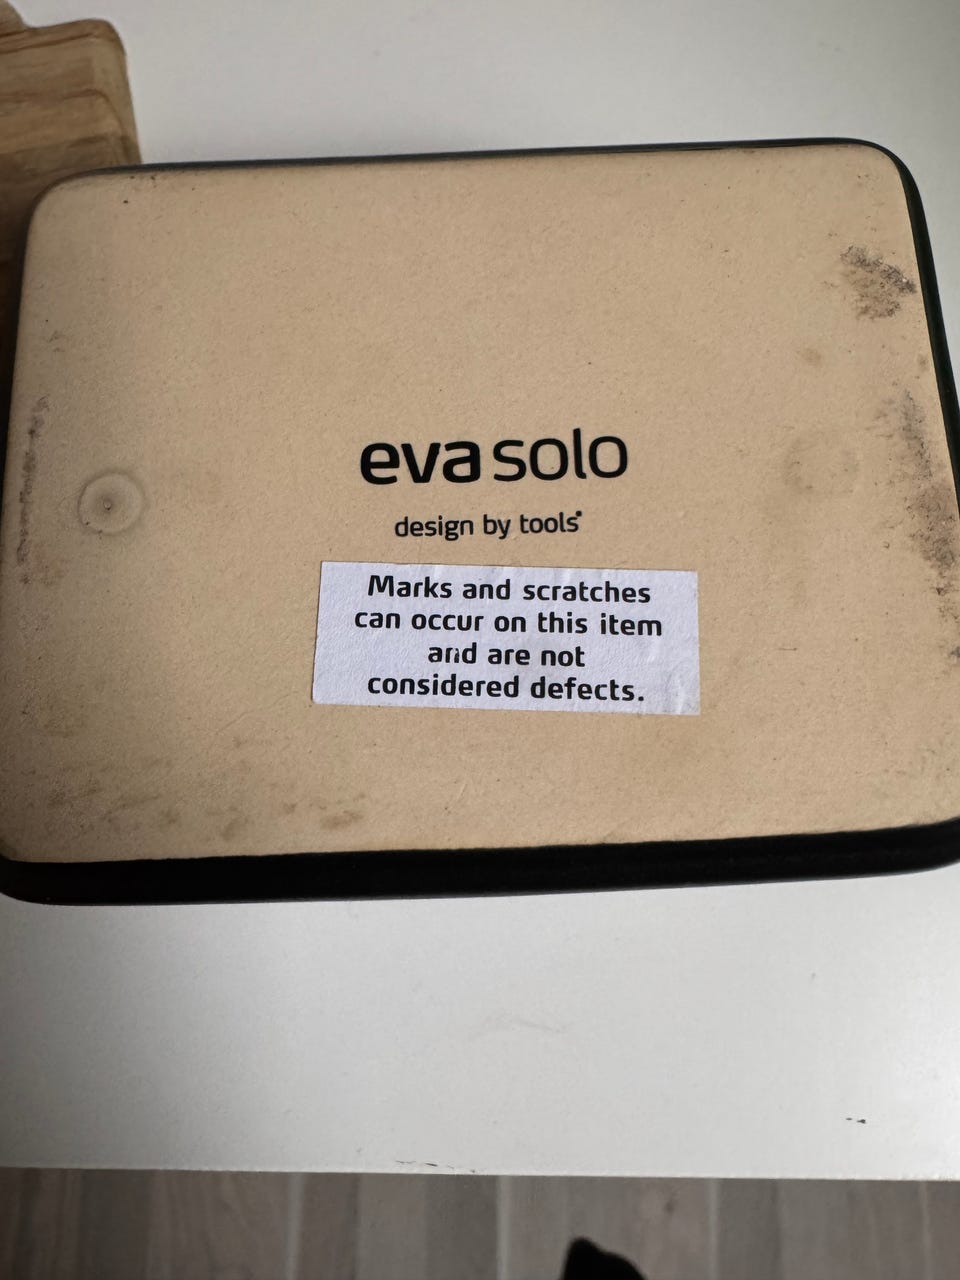 eva solo
design by tools
Marks and scratches
can occur on this item
and are not
considered defects.